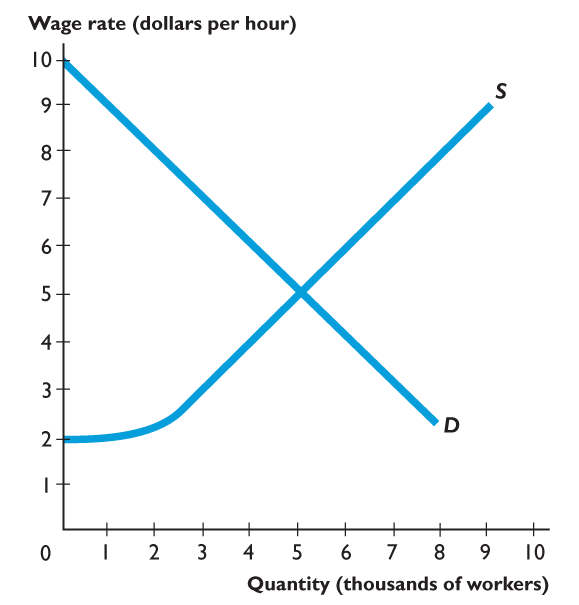 Wage rate (dollars per hour)
10
9
8
7
6
5
4
3
2
1
S
D
0 1 2 3 4 5 6 7 8 9 10
Quantity (thousands of workers)